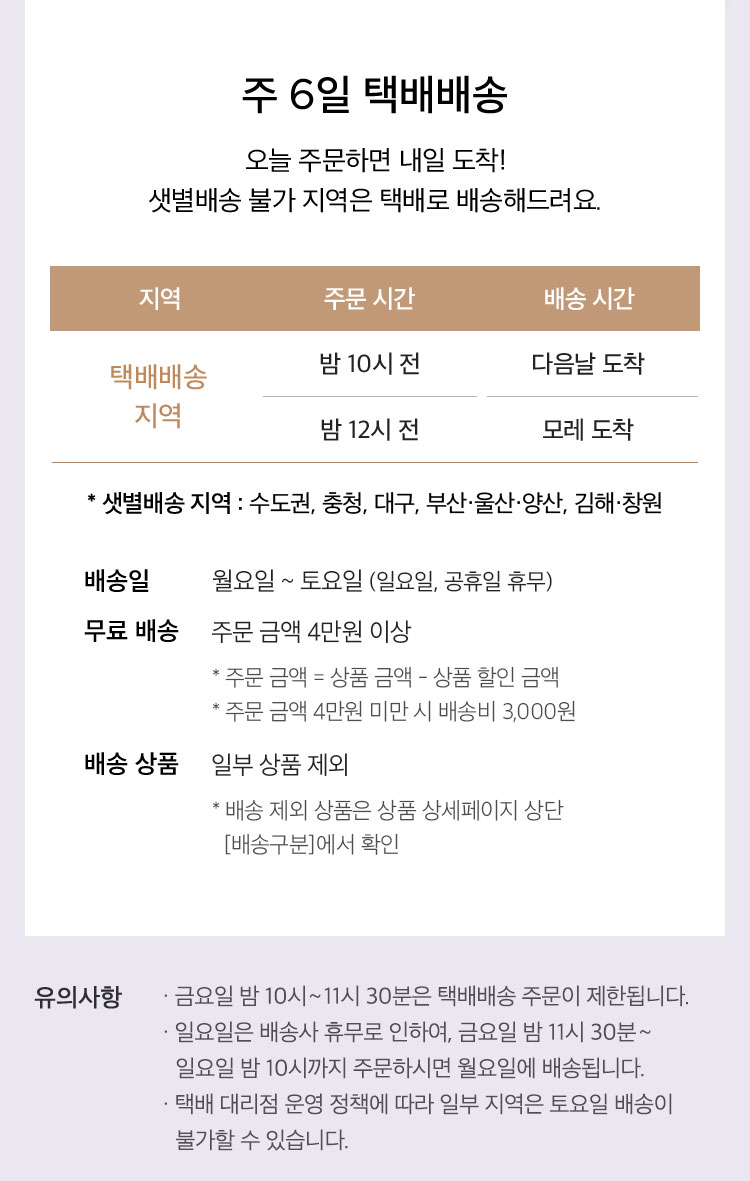 주 6일 택배배송
오늘 주문하면 내일 도착!
샛별배송 불가 지역은 택배로 배송해드려요.
지역 주문 시간 배송 시간
택배배송 지역
밤 10시 전 다음날 도착
밤 12시 전 모레 도착
* 샛별배송 지역 : 수도권, 충청, 대구, 부산·울산·양산, 김해·창원
배송일 월요일 ~ 토요일 (일요일, 공휴일 휴무)
무료 배송 주문 금액 4만원 이상
* 주문 금액 = 상품 금액 - 상품 할인 금액
* 주문 금액 4만원 미만 시 배송비 3,000원
배송 상품 일부 상품 제외
* 배송 제외 상품은 상품 상세페이지 상단
[배송구분]에서 확인
유의사항 · 금요일 밤 10시~11시 30분은 택배배송 주문이 제한됩니다.
· 일요일은 배송사 휴무로 인하여, 금요일 밤 11시 30분~
일요일 밤 10시까지 주문하시면 월요일에 배송됩니다.
· 택배 대리점 운영 정책에 따라 일부 지역은 토요일 배송이
불가할 수 있습니다.